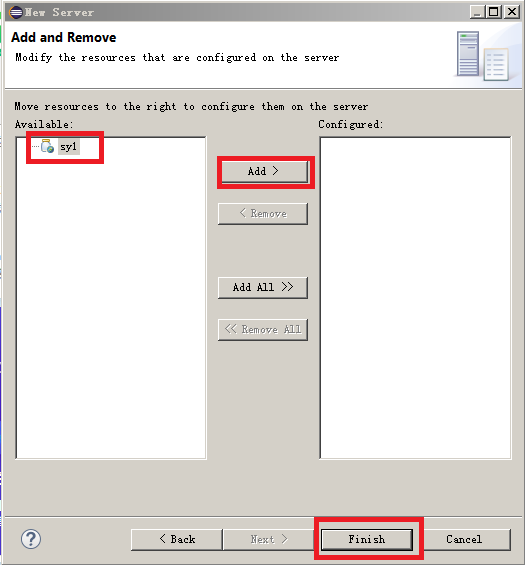 New Server
Add and Remove
Modify the resources that are configured on the server
Move resources to the right to configure them on the server
Available:
Configured:
sy1
Add >
< Remove
Add All >>
<< Remove All
?
< Back
Next >
Finish
Cancel